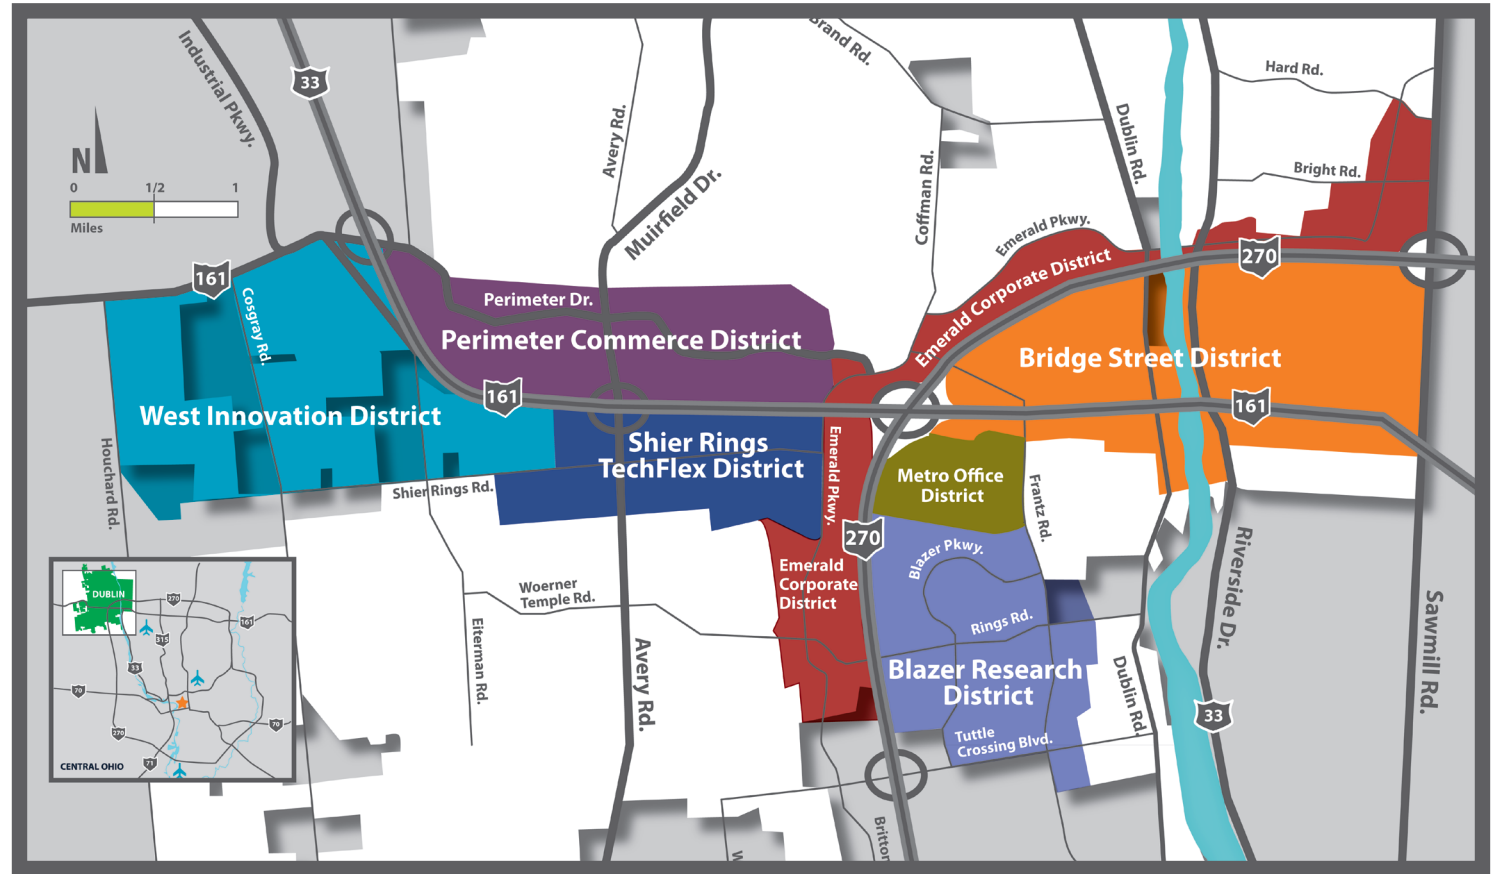 Industrial Pkwy.
33
Brand Rd.
Hard Rd.
Avery Rd.
Dublin Rd.
N
0 1/2 1
Miles
Muirfield Dr.
Coffman Rd.
Bright Rd.
Emerald Pkwy.
270
161
Cosgray Rd.
Emerald Corporate District
Perimeter Dr.
Perimeter Commerce District
Bridge Street District
161
161
West Innovation District
Shier Rings
TechFlex District
Emerald Pkwy.
Metro Office
District
Houchard Rd.
Shier Rings Rd.
Frantz Rd.
270
Blazer Pkwy.
Riverside Dr.
Emerald
Corporate
District
Woerner
Temple Rd.
Sawmill Rd.
Eiterman Rd.
Avery Rd.
Rings Rd.
Blazer Research
District
Dublin Rd.
33
Tuttle
Crossing Blvd.
Britton
W
DUBLIN
270
161
315
33
70
70
270
71
CENTRAL OHIO